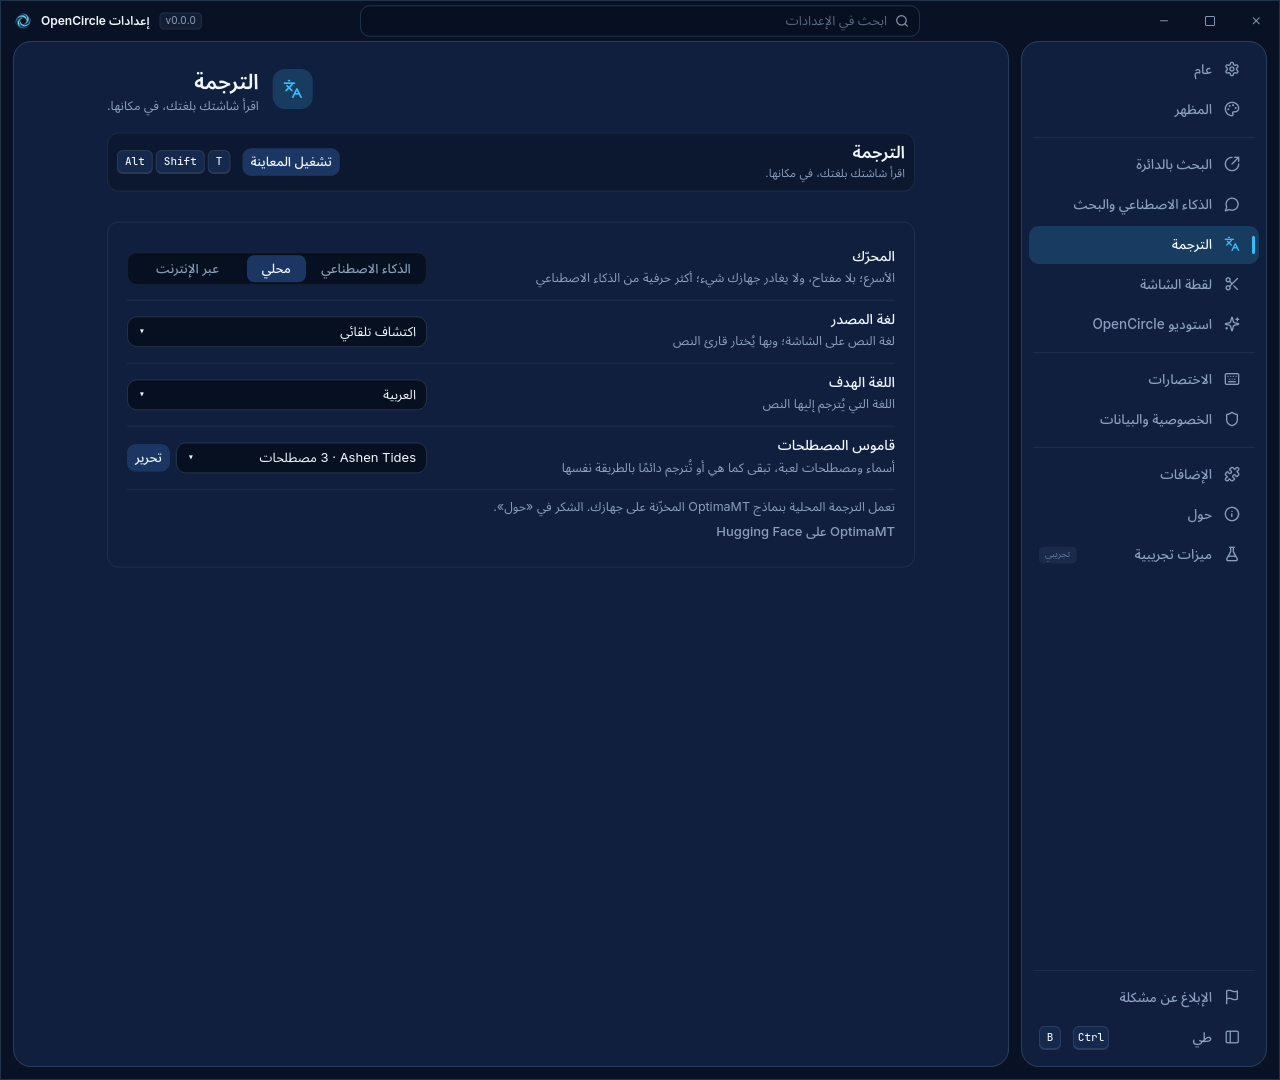 إعدادات OpenCircle
v0.0.0
ابحث في الإعدادات
عام
المظهر
البحث بالدائرة
الذكاء الاصطناعي والبحث
الترجمة
لقطة الشاشة
استوديو OpenCircle
الاختصارات
الخصوصية والبيانات
الإضافات
حول
ميزات تجريبية
تجريبي
الإبلاغ عن مشكلة
طي
Ctrl
B
الترجمة
اقرأ شاشتك بلغتك، في مكانها.
الترجمة
اقرأ شاشتك بلغتك، في مكانها.
تشغيل المعاينة
Alt Shift T
المحرّك
الأسرع؛ بلا مفتاح، ولا يغادر جهازك شيء؛ أكثر حرفية من الذكاء الاصطناعي
الذكاء الاصطناعي
محلي
عبر الإنترنت
لغة المصدر
لغة النص على الشاشة؛ وبها يُختار قارئ النص
اكتشاف تلقائي
اللغة الهدف
اللغة التي يُترجم إليها النص
العربية
قاموس المصطلحات
أسماء ومصطلحات لعبة، تبقى كما هي أو تُترجم دائمًا بالطريقة نفسها
Ashen Tides · 3 مصطلحات
تحرير
تعمل الترجمة المحلية بنماذج OptimaMT المخزّنة على جهازك. الشكر في «حول».
OptimaMT على Hugging Face